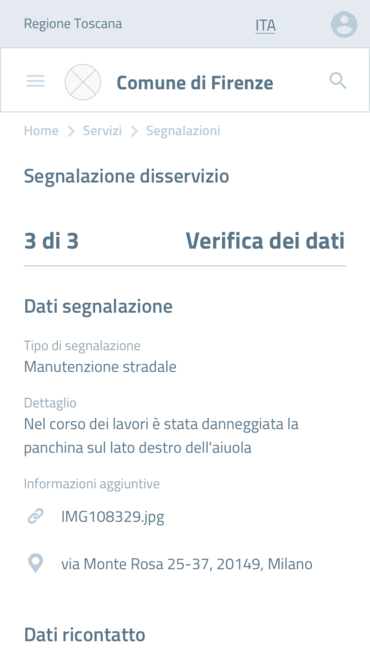 Regione Toscana
ITA
Comune di Firenze
Home
Servizi
Segnalazioni
Segnalazione disservizio
3 di 3
Verifica dei dati
Dati segnalazione
Tipo di segnalazione
Manutenzione stradale
Dettaglio
Nel corso dei lavori è stata danneggiata la
panchina sul lato destro dell'aiuola
Informazioni aggiuntive
IMG108329.jpg
via Monte Rosa 25-37, 20149, Milano
Dati ricontatto